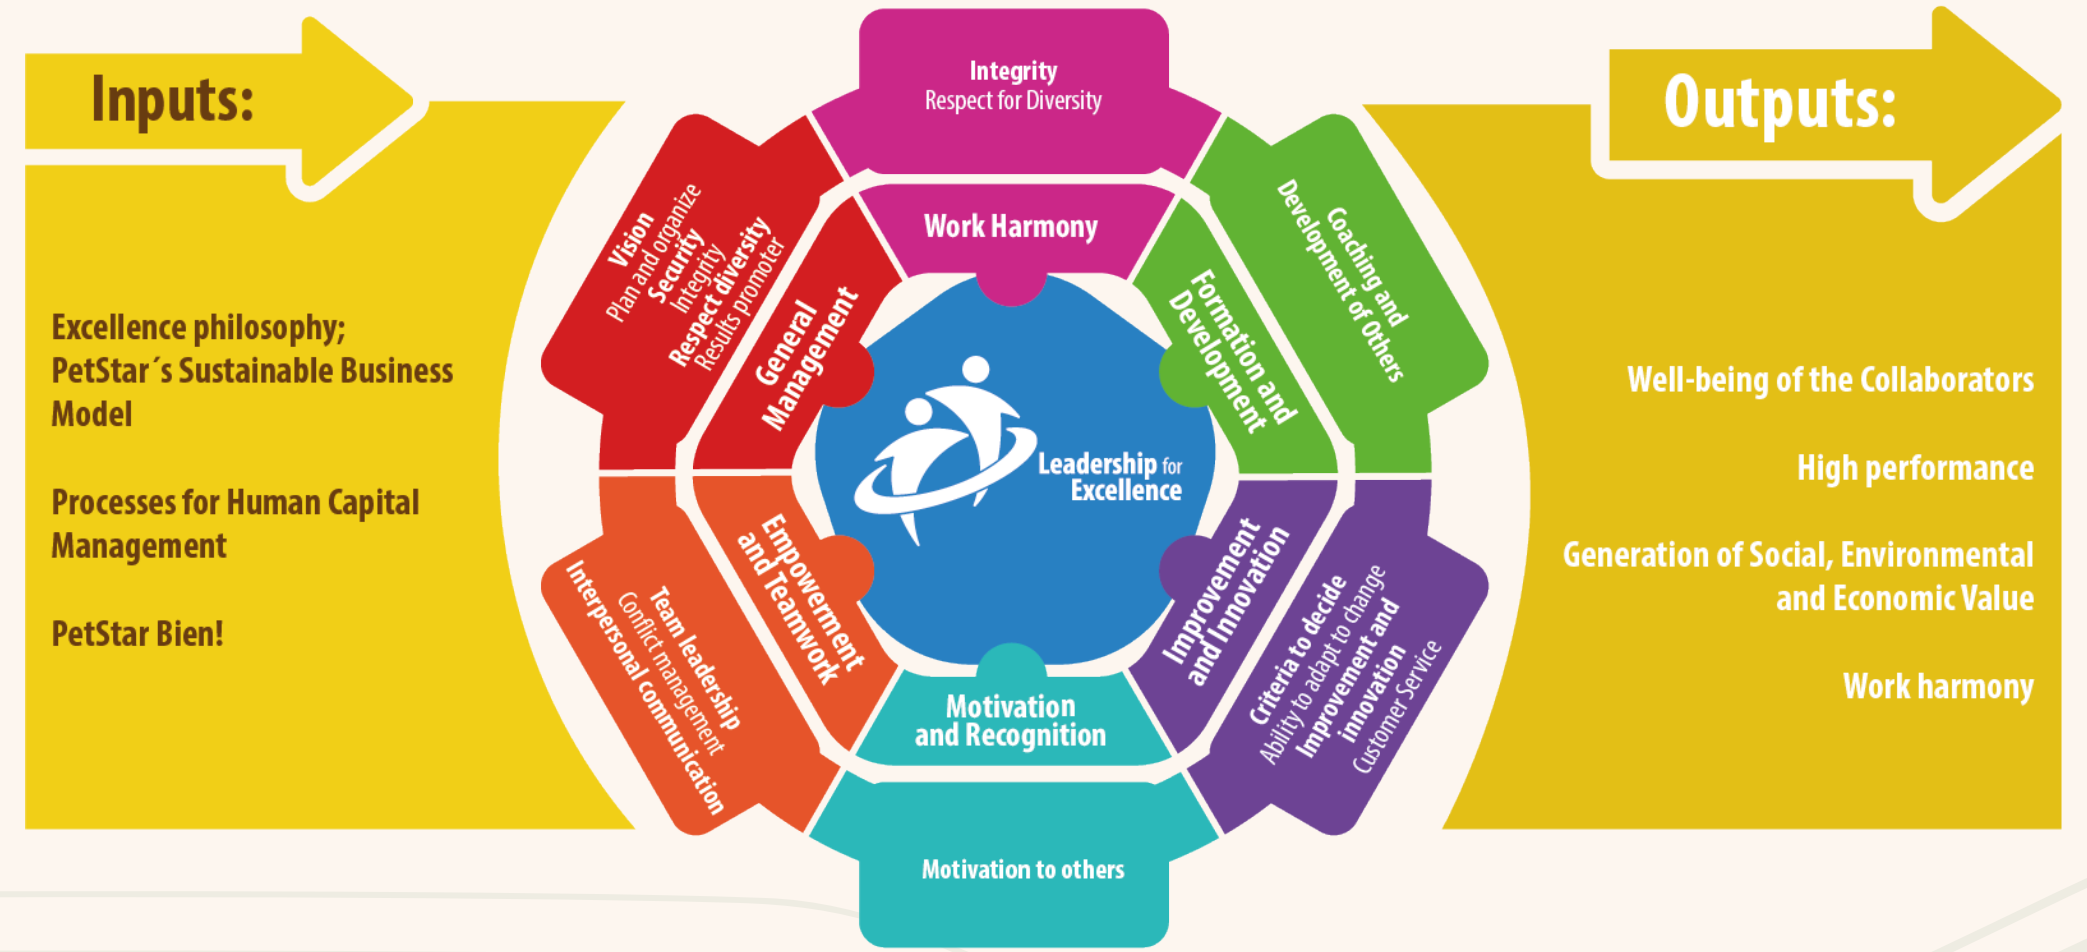 Inputs:
Excellence philosophy;
PetStar´s Sustainable Business
Model
Processes for Human Capital
Management
PetStar Bien!
Integrity
Respect for Diversity
Work Harmony
Vision
Plan and organize
Security
Integrity
Respect diversity
Results promoter
General
Management
Coaching and
Development of Others
Formation and
Development
Leadership for
Excellence
Empowerment
and Teamwork
Team leadership
Conflict management
Interpersonal communication
Improvement
and Innovation
Criteria to decide
Ability to adapt to change
Improvement and
innovation
Customer Service
Motivation
and Recognition
Motivation to others
Outputs:
Well-being of the Collaborators
High performance
Generation of Social, Environmental
and Economic Value
Work harmony